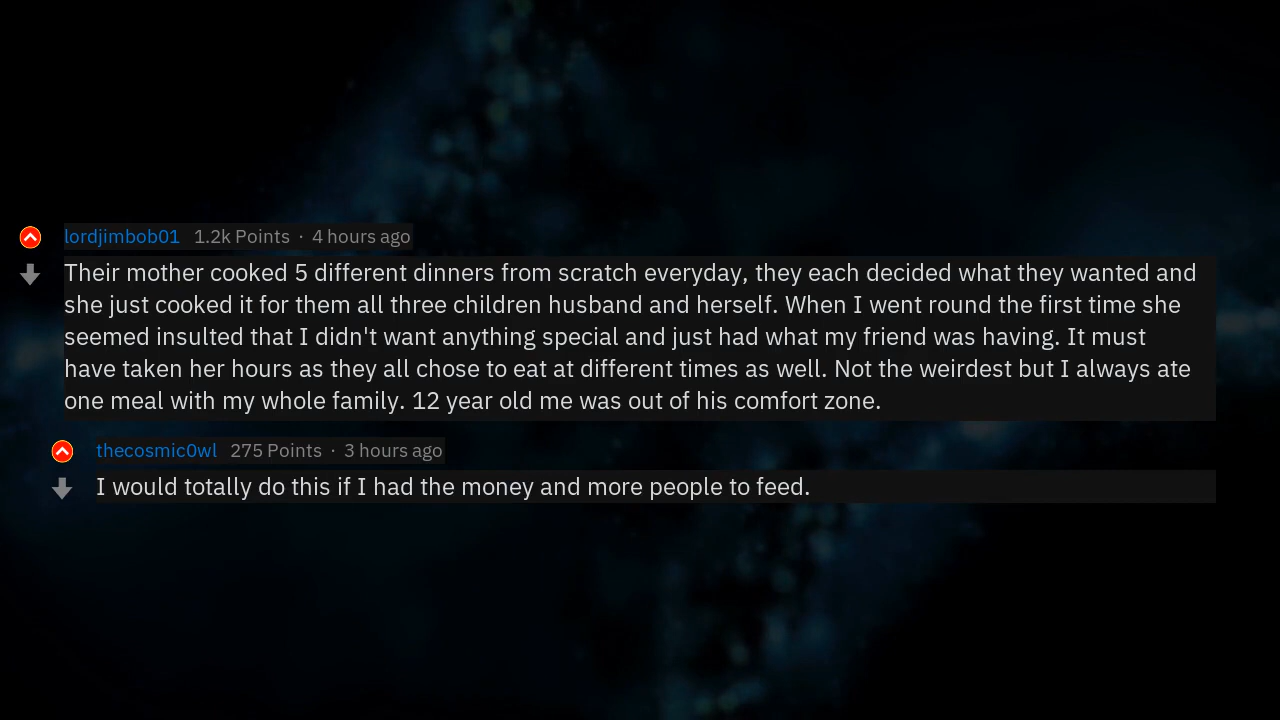 lordjimbob01 1.2k Points · 4 hours ago
Their mother cooked 5 different dinners from scratch everyday, they each decided what they wanted and
she just cooked it for them all three children husband and herself. When I went round the first time she
seemed insulted that I didn't want anything special and just had what my friend was having. It must
have taken her hours as they all chose to eat at different times as well. Not the weirdest but I always ate
one meal with my whole family. 12 year old me was out of his comfort zone.
thecosmic0wl 275 Points · 3 hours ago
I would totally do this if I had the money and more people to feed.